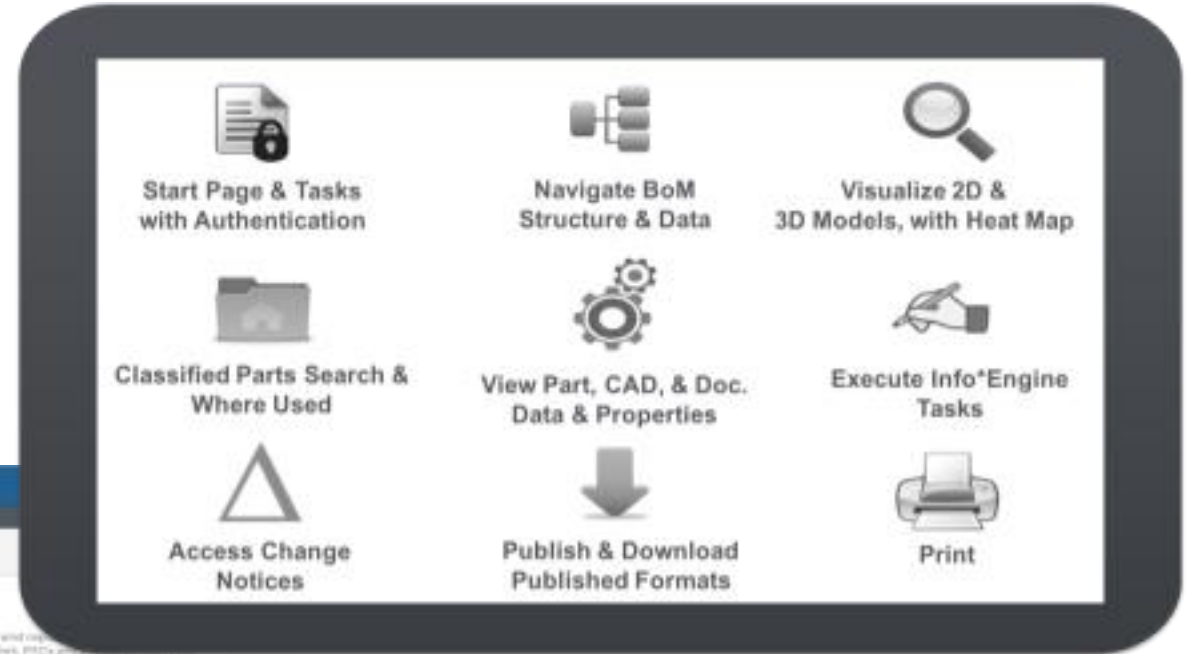 Start Page & Tasks
with Authentication
Navigate BoM
Structure & Data
Visualize 2D &
3D Models, with Heat Map
Classified Parts Search &
Where Used
View Part, CAD, & Doc.
Data & Properties
Execute Info*Engine
Tasks
Access Change
Notices
Publish & Download
Published Formats
Print
and